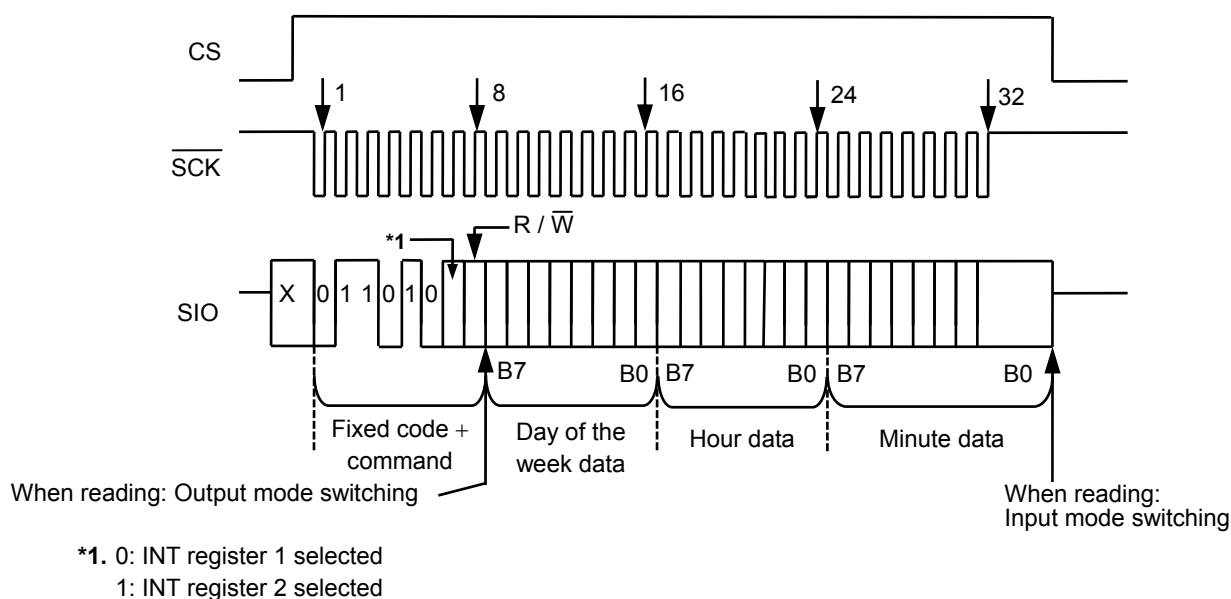 CS
1
8
16
24
32
SCK
R / W
*1
SIO
X 0 1 1 0 1 0
B7 B0 B7 B0 B7 B0
Fixed code +
command
Day of the
week data
Hour data
Minute data
When reading: Output mode switching
When reading:
Input mode switching
*1. 0: INT register 1 selected
1: INT register 2 selected